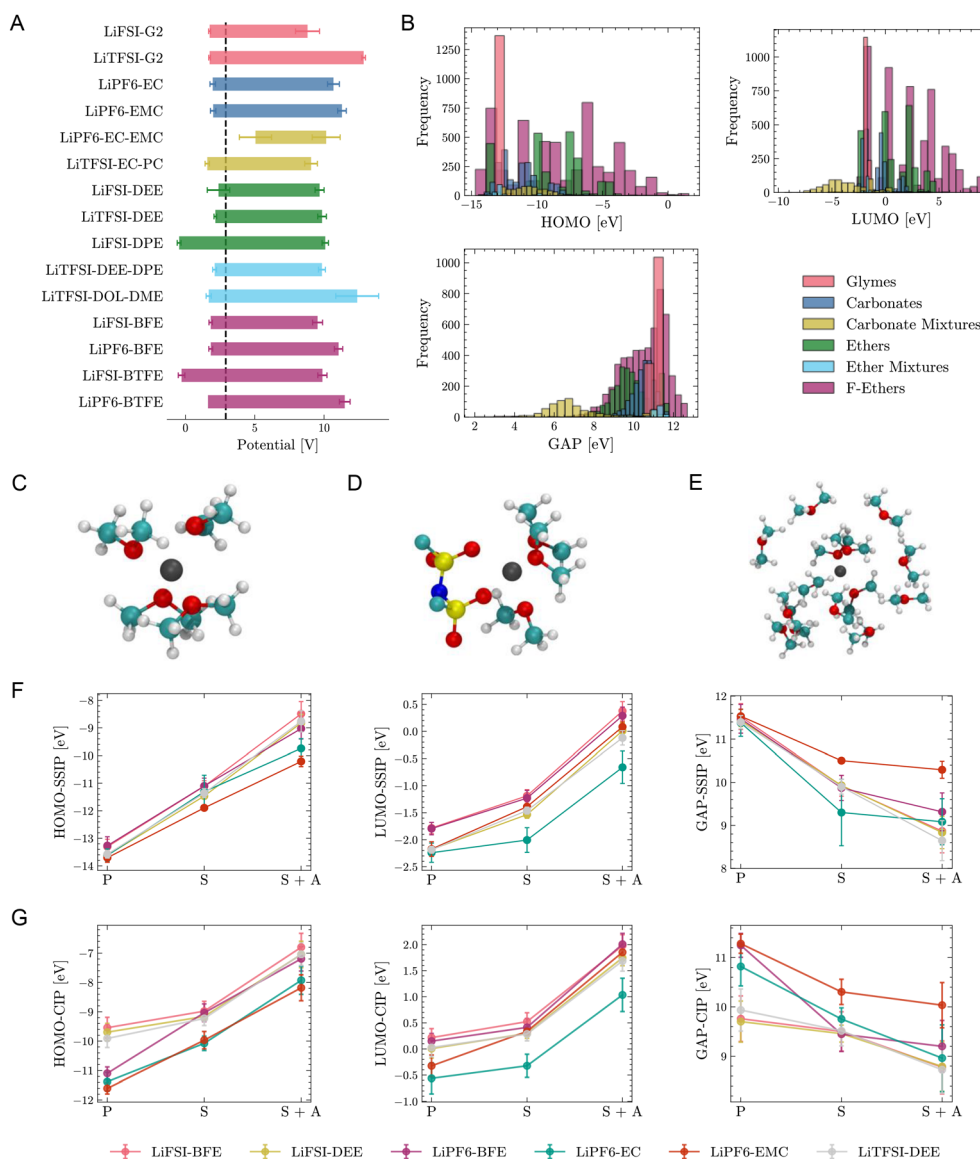 A
LiFSI-G2
LiTFSI-G2
LiPF6-EC
LiPF6-EMC
LiPF6-EC-EMC
LiTFSI-EC-PC
LiFSI-DEE
LiTFSI-DEE
LiFSI-DPE
LiTFSI-DEE-DPE
LiTFSI-DOL-DME
LiFSI-BFE
LiPF6-BFE
LiFSI-BTFE
LiPF6-BTFE
0 5 10
Potential [V]
B
Frequency
1250
1000
750
500
250
0
−15 −10 −5 0
HOMO [eV]
Frequency
1000
750
500
250
0
−10 −5 0 5
LUMO [eV]
Frequency
1000
800
600
400
200
0
2 4 6 8 10 12
GAP [eV]
Glymes
Carbonates
Carbonate Mixtures
Ethers
Ether Mixtures
F-Ethers
C
D
E
F
HOMO-SSIP [eV]
−8
−9
−10
−11
−12
−13
−14
P S S + A
LUMO-SSIP [eV]
0.5
0.0
−0.5
−1.0
−1.5
−2.0
−2.5
P S S + A
GAP-SSIP [eV]
12
11
10
9
8
P S S + A
G
HOMO-CIP [eV]
−7
−8
−9
−10
−11
−12
P S S + A
LUMO-CIP [eV]
2.0
1.5
1.0
0.5
0.0
−0.5
−1.0
P S S + A
GAP-CIP [eV]
11
10
9
P S S + A
LiFSI-BFE LiFSI-DEE LiPF6-BFE LiPF6-EC LiPF6-EMC LiTFSI-DEE